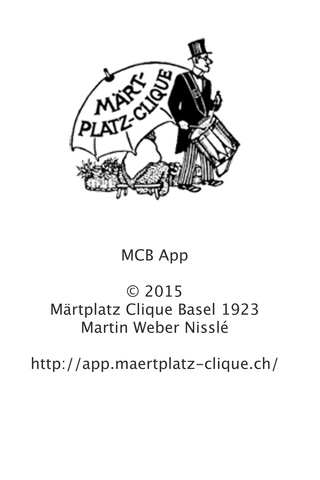 MÄRT-
PLATZ-CLIQUE
MCB App
© 2015
Märtplatz Clique Basel 1923
Martin Weber Nisslé
http://app.maertplatz-clique.ch/